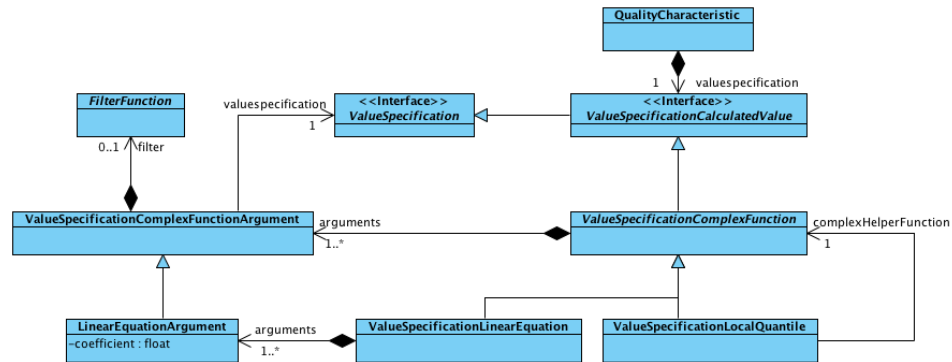 QualityCharacteristic
1
valuespecification
FilterFunction
valuespecification
1
<<Interface>>
ValueSpecification
<<Interface>>
ValueSpecificationCalculatedValue
0..1
filter
ValueSpecificationComplexFunctionArgument
arguments
1..*
ValueSpecificationComplexFunction
complexHelperFunction
1
LinearEquationArgument
-coefficient : float
arguments
1..*
ValueSpecificationLinearEquation
ValueSpecificationLocalQuantile